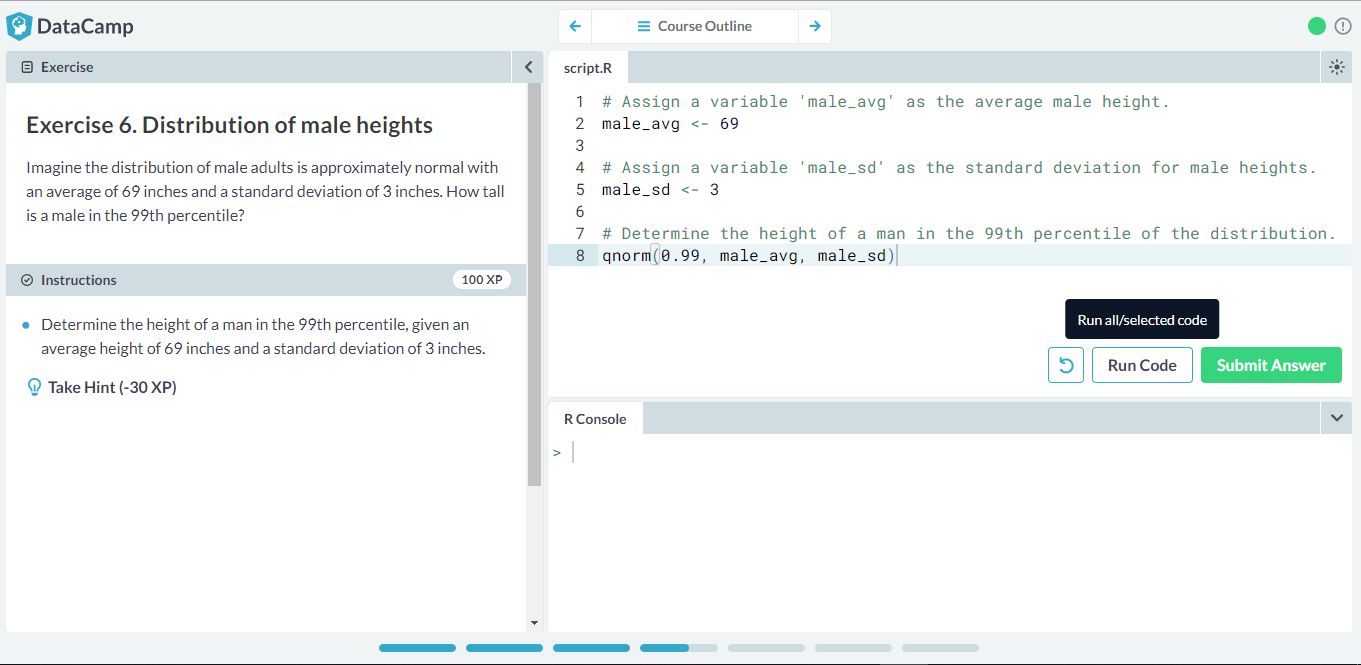 DataCamp
Course Outline
Exercise
Exercise 6. Distribution of male heights
Imagine the distribution of male adults is approximately normal with
an average of 69 inches and a standard deviation of 3 inches. How tall
is a male in the 99th percentile?
Instructions
100 XP
Determine the height of a man in the 99th percentile, given an
average height of 69 inches and a standard deviation of 3 inches.
Take Hint (-30 XP)
script.R
1 # Assign a variable 'male_avg' as the average male height.
2 male_avg <- 69
3
4 # Assign a variable 'male_sd' as the standard deviation for male heights.
5 male_sd <- 3
6
7 # Determine the height of a man in the 99th percentile of the distribution.
8 qnorm(0.99, male_avg, male_sd)
Run all/selected code
Run Code
Submit Answer
R Console
>